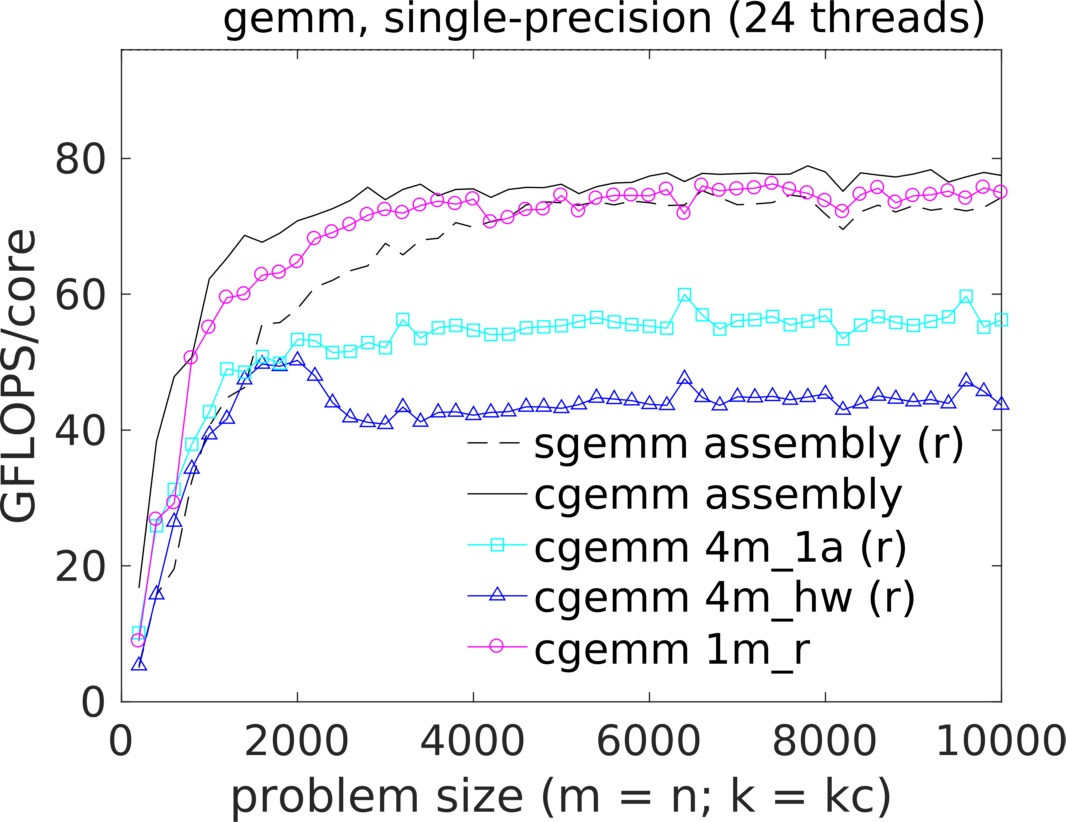 gemm, single-precision (24 threads)
GFLOPS/core
80
60
40
20
0
sgemm assembly (r)
cgemm assembly
cgemm 4m_1a (r)
cgemm 4m_hw (r)
cgemm 1m_r
0 2000 4000 6000 8000 10000
problem size (m = n; k = kc)